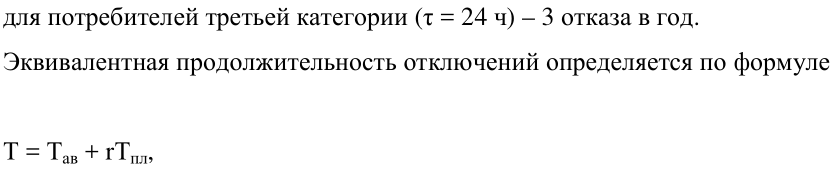 для потребителей третьей категории (τ = 24 ч) – 3 отказа в год.
Эквивалентная продолжительность отключений определяется по формуле
T = Tав + rTпл,